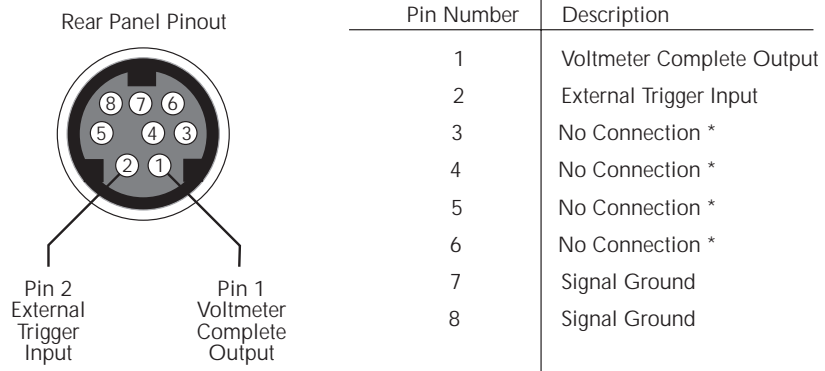 Rear Panel Pinout
8 7 6
5 4 3
2 1
Pin 2
External
Trigger
Input
Pin 1
Voltmeter
Complete
Output
Pin Number Description
1 Voltmeter Complete Output
2 External Trigger Input
3 No Connection *
4 No Connection *
5 No Connection *
6 No Connection *
7 Signal Ground
8 Signal Ground